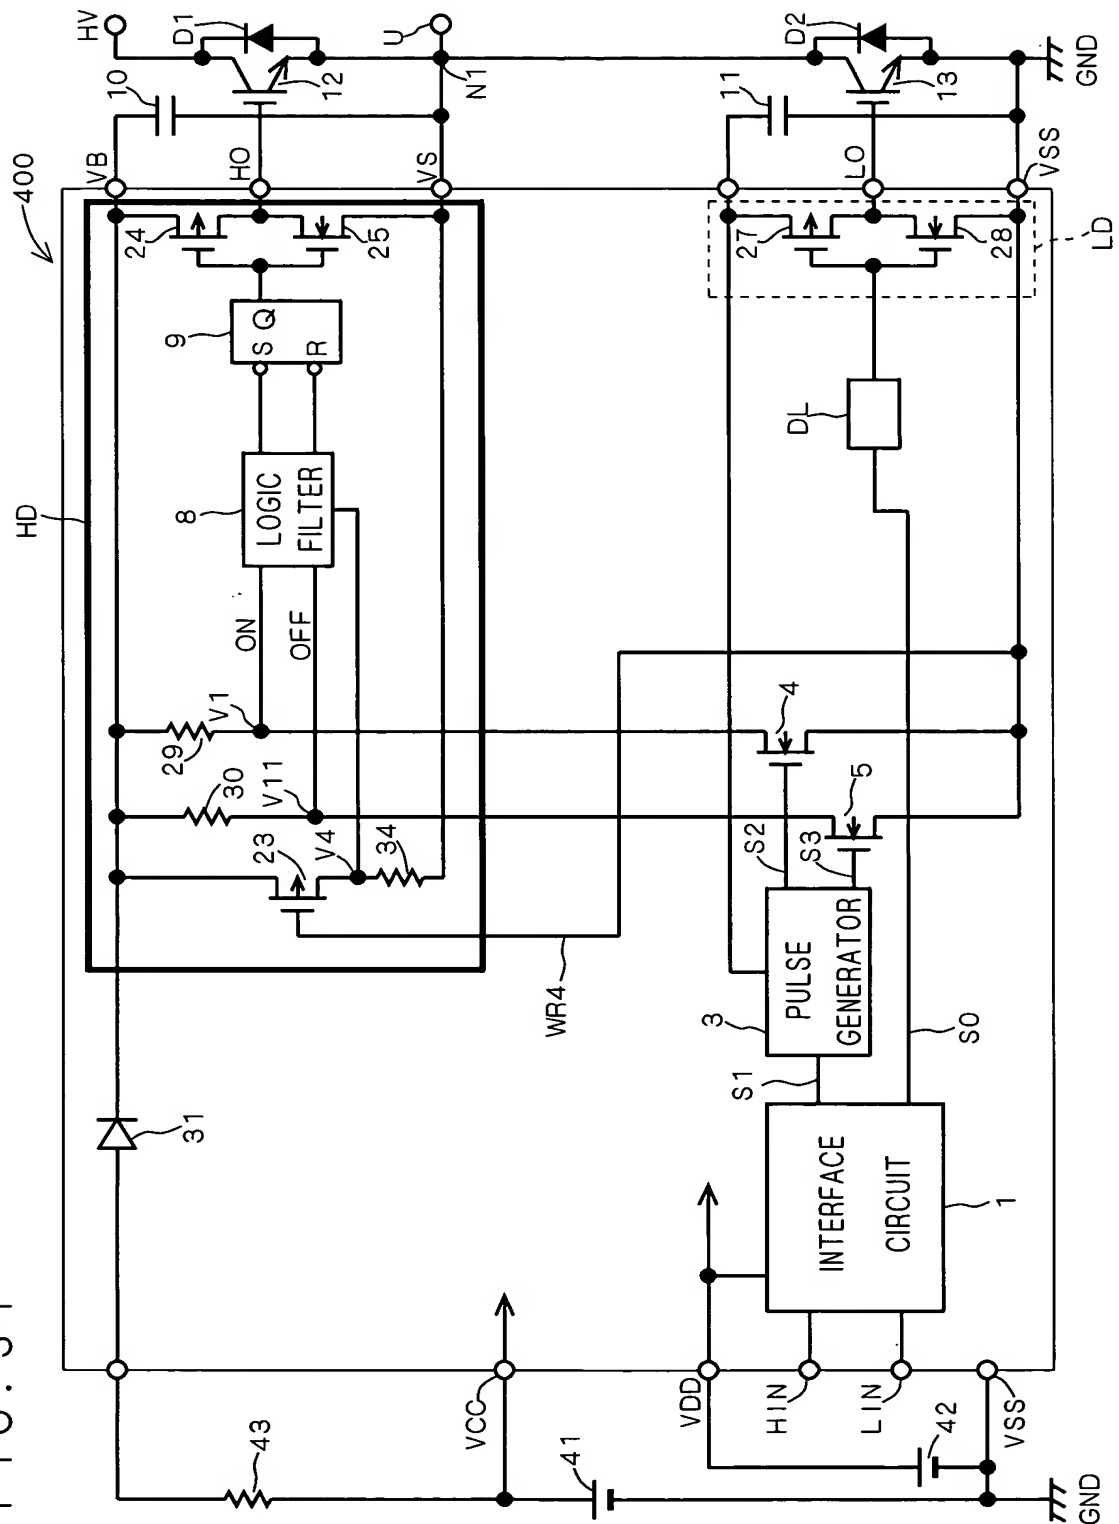 400
HV
D1
U
10
12
N1
VB
HO
VS
24
25
HD
9
S Q
R
8
LOGIC
FILTER
ON
OFF
V1
29
30
V11
23
V4
34
31
43
VCC
41
D2
11
13
GND
LO
VSS
27
28
LD
DL
4
5
S2
S3
WR4
3
PULSE
GENERATOR
S1
S0
INTERFACE
CIRCUIT
1
VDD
HIN
LIN
VSS
42
GND